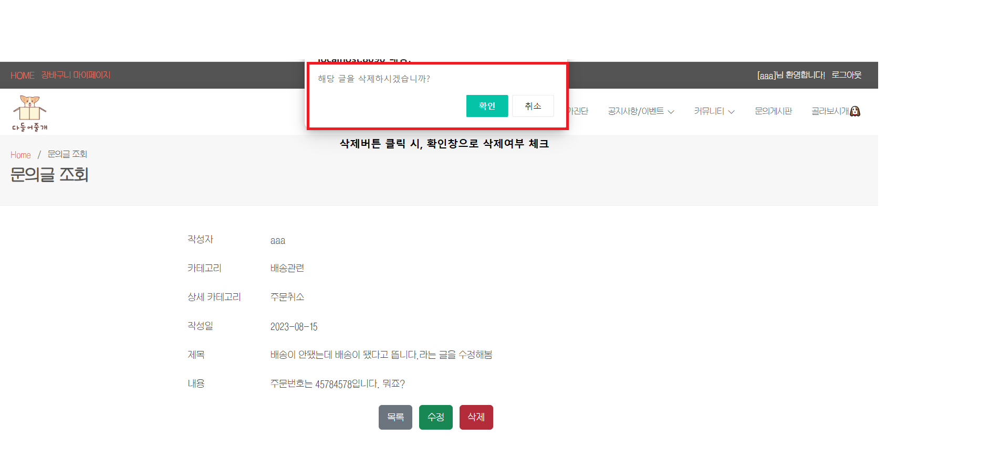 localhost:8090 내용:
해당 글을 삭제하시겠습니까?
확인 취소
HOME 장바구니 마이페이지
[aaa]님 환영합니다! 로그아웃
다들어줄개
공지사항/이벤트 커뮤니티 문의게시판 골라보시개
삭제버튼 클릭 시, 확인창으로 삭제여부 체크
Home / 문의글 조회
문의글 조회
작성자 aaa
카테고리 배송관련
상세 카테고리 주문취소
작성일 2023-08-15
제목 배송이 안됐는데 배송이 됐다고 뜹니다.라는 글을 수정해봄
내용 주문번호는 45784578입니다. 뭐죠?
목록 수정 삭제